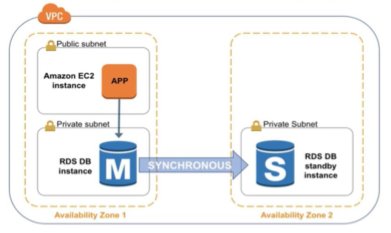 VPC
Public subnet
Amazon EC2
instance
APP
Private subnet
RDS DB
instance
M
SYNCHRONOUS
Private Subnet
S
RDS DB
standby
instance
Availability Zone 1
Availability Zone 2